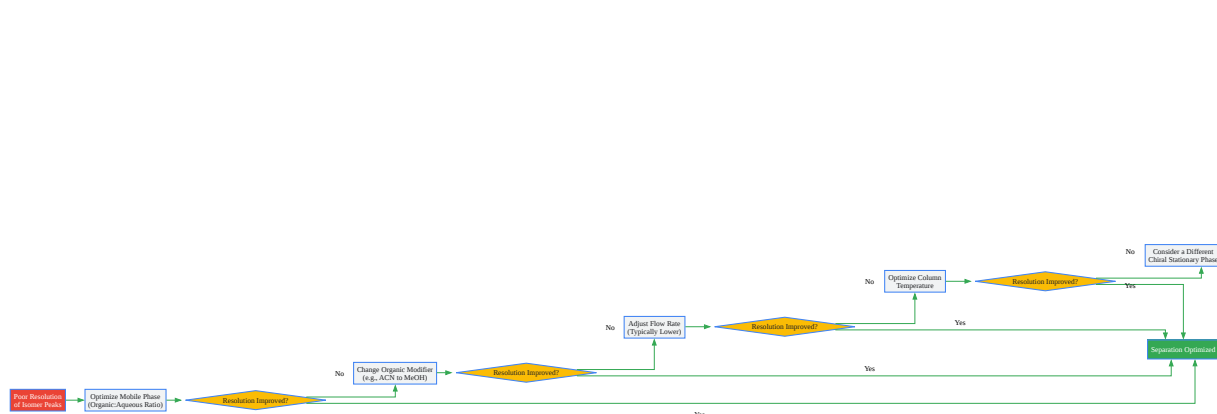 Poor Resolution
of Isomer Peaks
Optimize Mobile Phase
(Organic:Aqueous Ratio)
Resolution Improved?
No
Change Organic Modifier
(e.g., ACN to MeOH)
Resolution Improved?
No
Adjust Flow Rate
(Typically Lower)
Resolution Improved?
No
Optimize Column
Temperature
Resolution Improved?
No
Consider a Different
Chiral Stationary Phase
Yes
Yes
Yes
Separation Optimized